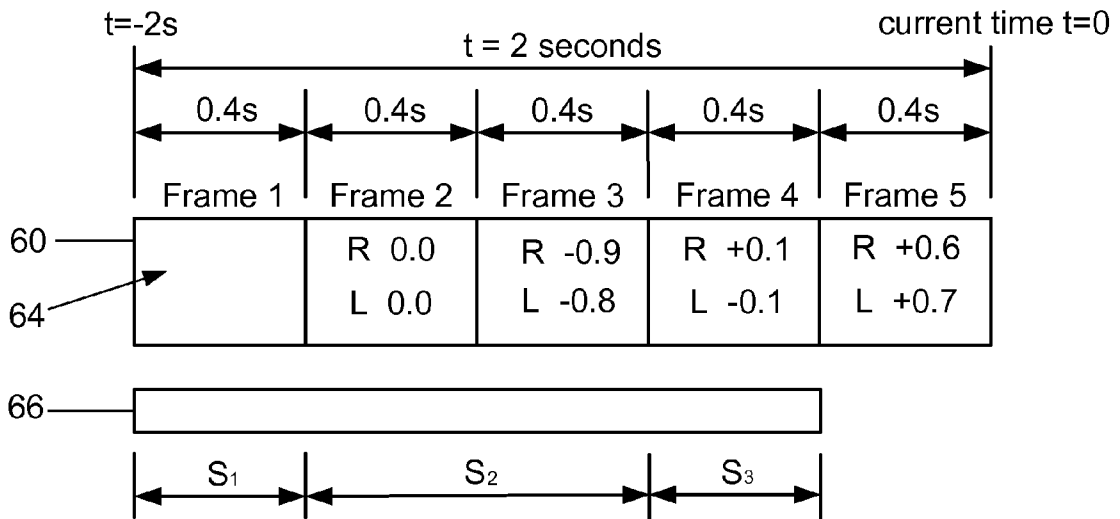 t=-2s current time t=0
t = 2 seconds
0.4s 0.4s 0.4s 0.4s 0.4s
Frame 1 Frame 2 Frame 3 Frame 4 Frame 5
60 R 0.0 R -0.9 R +0.1 R +0.6
64 L 0.0 L -0.8 L -0.1 L +0.7
66
S₁ S₂ S₃